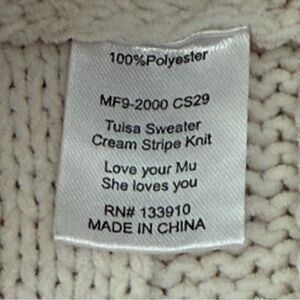 100%Polyester
MF9-2000 CS29
Tulsa Sweater
Cream Stripe Knit
Love your Mu
She loves you
RN# 133910
MADE IN CHINA